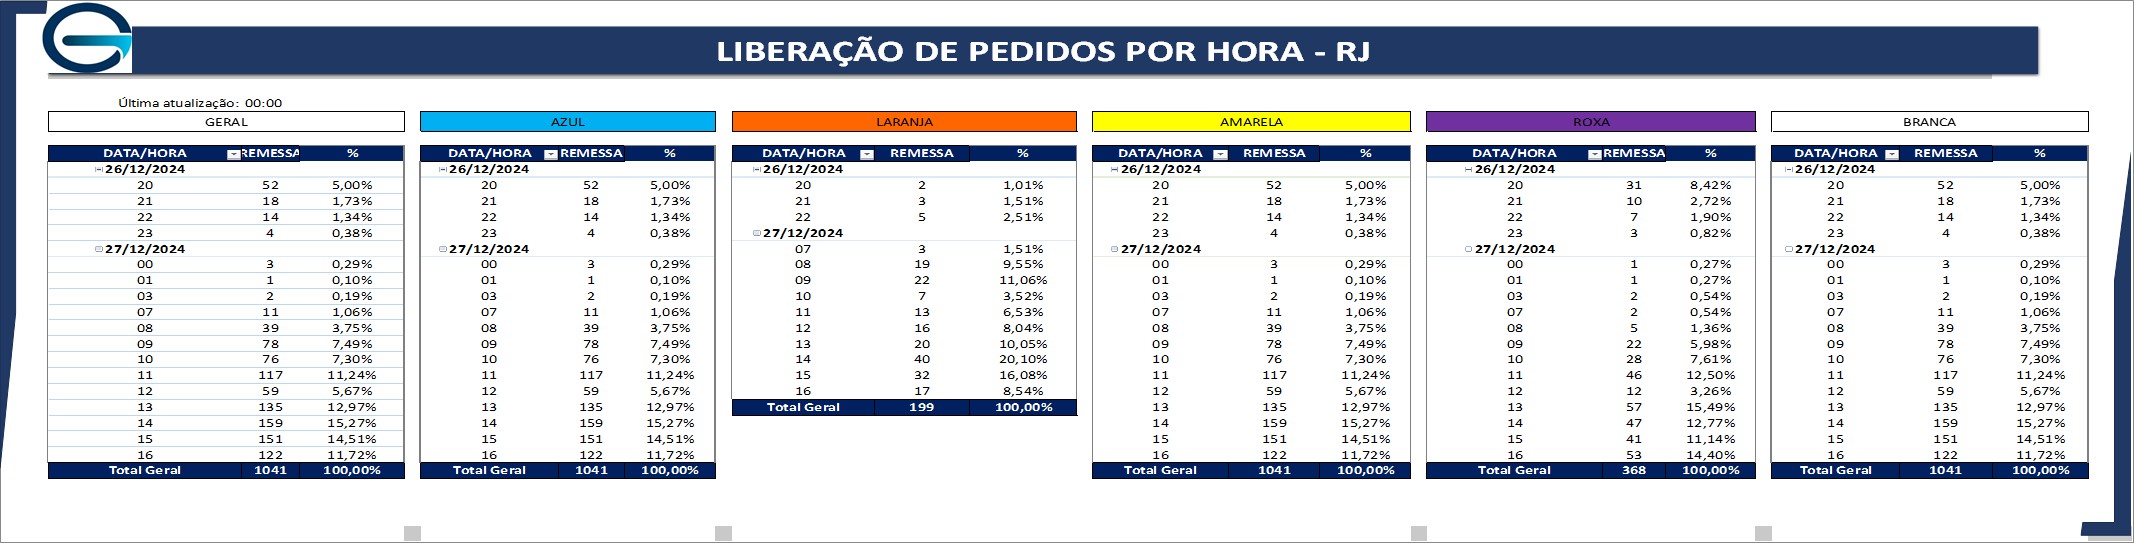 LIBERAÇÃO DE PEDIDOS POR HORA - RJ
Última atualização: 00:00
GERAL
DATA/HORA REMESSA %
26/12/2024
20 52 5,00%
21 18 1,73%
22 14 1,34%
23 4 0,38%
27/12/2024
00 3 0,29%
01 1 0,10%
03 2 0,19%
07 11 1,06%
08 39 3,75%
09 78 7,49%
10 76 7,30%
11 117 11,24%
12 59 5,67%
13 135 12,97%
14 159 15,27%
15 151 14,51%
16 122 11,72%
Total Geral 1041 100,00%
AZUL
DATA/HORA REMESSA %
26/12/2024
20 52 5,00%
21 18 1,73%
22 14 1,34%
23 4 0,38%
27/12/2024
00 3 0,29%
01 1 0,10%
03 2 0,19%
07 11 1,06%
08 39 3,75%
09 78 7,49%
10 76 7,30%
11 117 11,24%
12 59 5,67%
13 135 12,97%
14 159 15,27%
15 151 14,51%
16 122 11,72%
Total Geral 1041 100,00%
LARANJA
DATA/HORA REMESSA %
26/12/2024
20 2 1,01%
21 3 1,51%
22 5 2,51%
27/12/2024
07 3 1,51%
08 19 9,55%
09 22 11,06%
10 7 3,52%
11 13 6,53%
12 16 8,04%
13 20 10,05%
14 40 20,10%
15 32 16,08%
16 17 8,54%
Total Geral 199 100,00%
AMARELA
DATA/HORA REMESSA %
26/12/2024
20 52 5,00%
21 18 1,73%
22 14 1,34%
23 4 0,38%
27/12/2024
00 3 0,29%
01 1 0,10%
03 2 0,19%
07 11 1,06%
08 39 3,75%
09 78 7,49%
10 76 7,30%
11 117 11,24%
12 59 5,67%
13 135 12,97%
14 159 15,27%
15 151 14,51%
16 122 11,72%
Total Geral 1041 100,00%
ROXA
DATA/HORA REMESSA %
26/12/2024
20 31 8,42%
21 10 2,72%
22 7 1,90%
23 3 0,82%
27/12/2024
00 1 0,27%
01 1 0,27%
03 2 0,54%
07 2 0,54%
08 5 1,36%
09 22 5,98%
10 28 7,61%
11 46 12,50%
12 12 3,26%
13 57 15,49%
14 47 12,77%
15 41 11,14%
16 53 14,40%
Total Geral 368 100,00%
BRANCA
DATA/HORA REMESSA %
26/12/2024
20 52 5,00%
21 18 1,73%
22 14 1,34%
23 4 0,38%
27/12/2024
00 3 0,29%
01 1 0,10%
03 2 0,19%
07 11 1,06%
08 39 3,75%
09 78 7,49%
10 76 7,30%
11 117 11,24%
12 59 5,67%
13 135 12,97%
14 159 15,27%
15 151 14,51%
16 122 11,72%
Total Geral 1041 100,00%